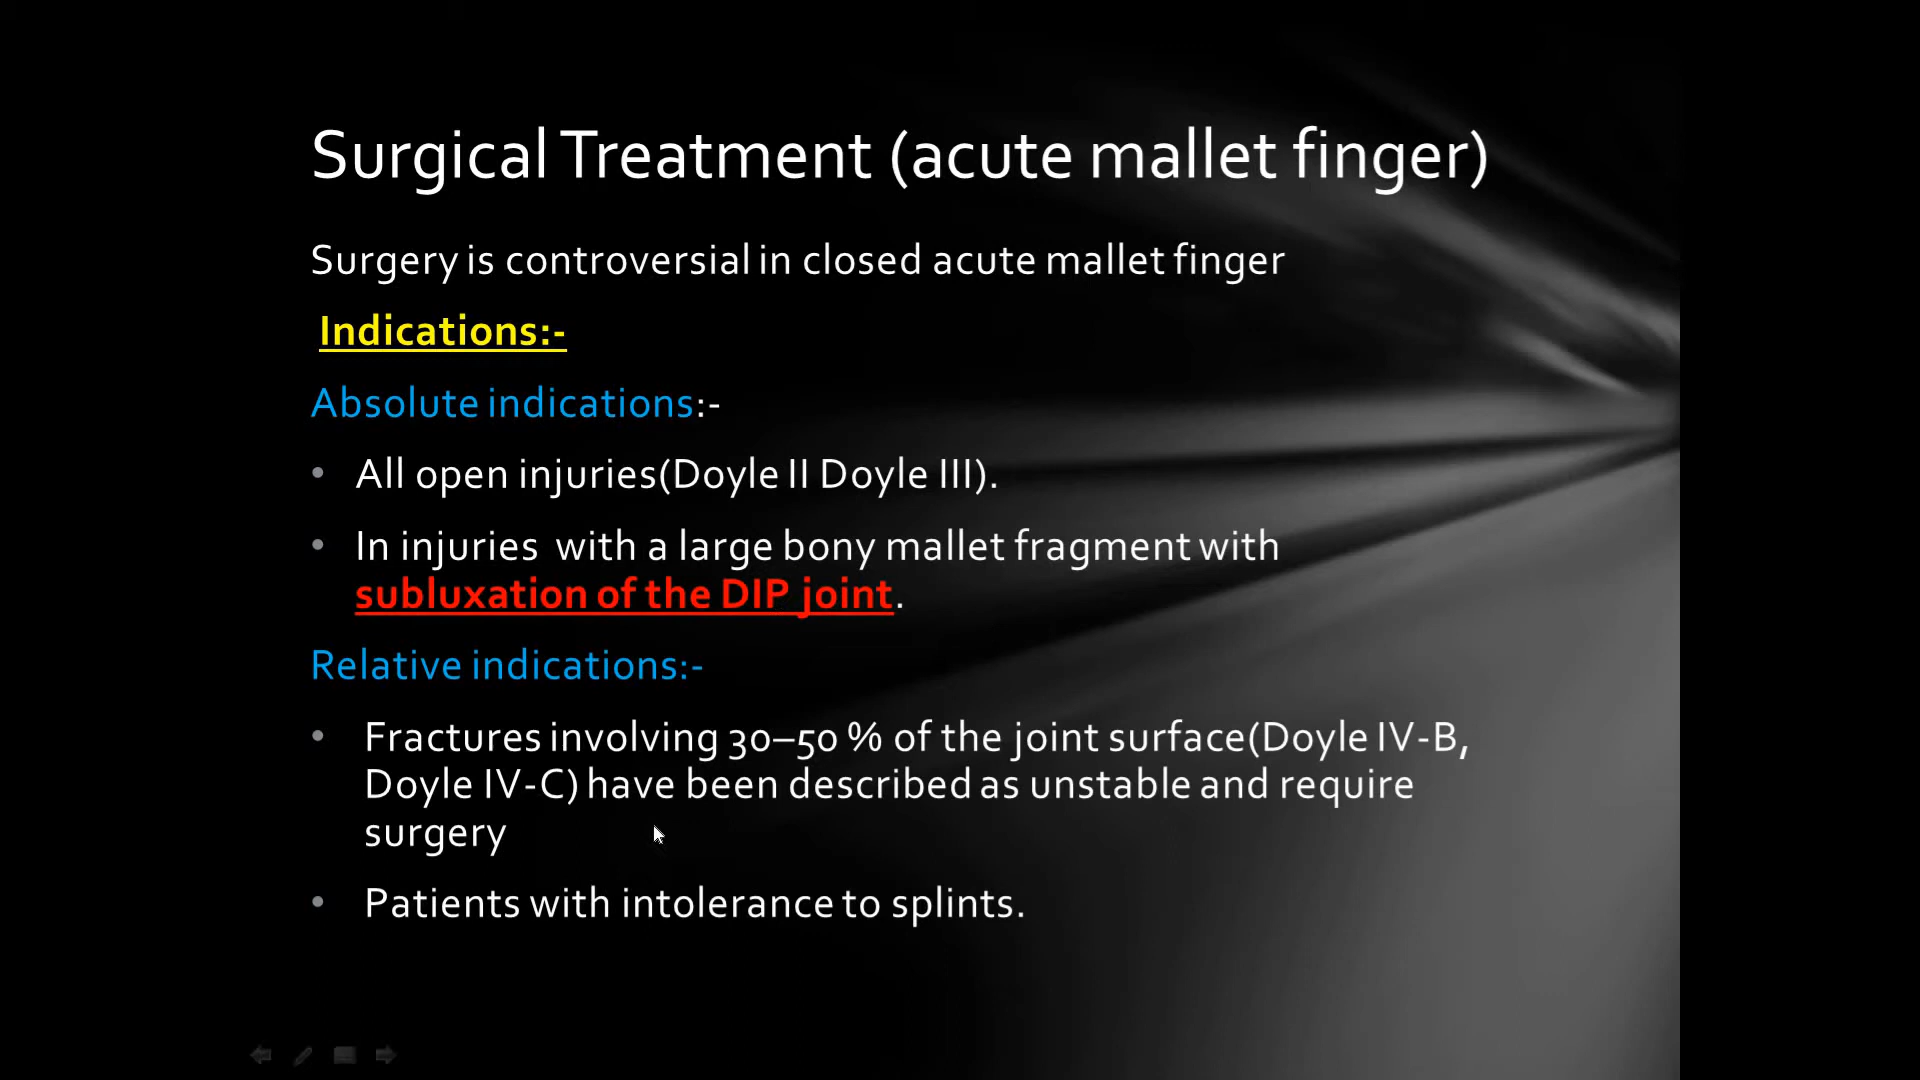 Surgical Treatment (acute mallet finger)
Surgery is controversial in closed acute mallet finger
Indications:-
Absolute indications:-
• All open injuries(Doyle II Doyle III).
• In injuries with a large bony mallet fragment with
subluxation of the DIP joint.
Relative indications:-
• Fractures involving 30–50 % of the joint surface(Doyle IV-B,
Doyle IV-C) have been described as unstable and require
surgery
• Patients with intolerance to splints.